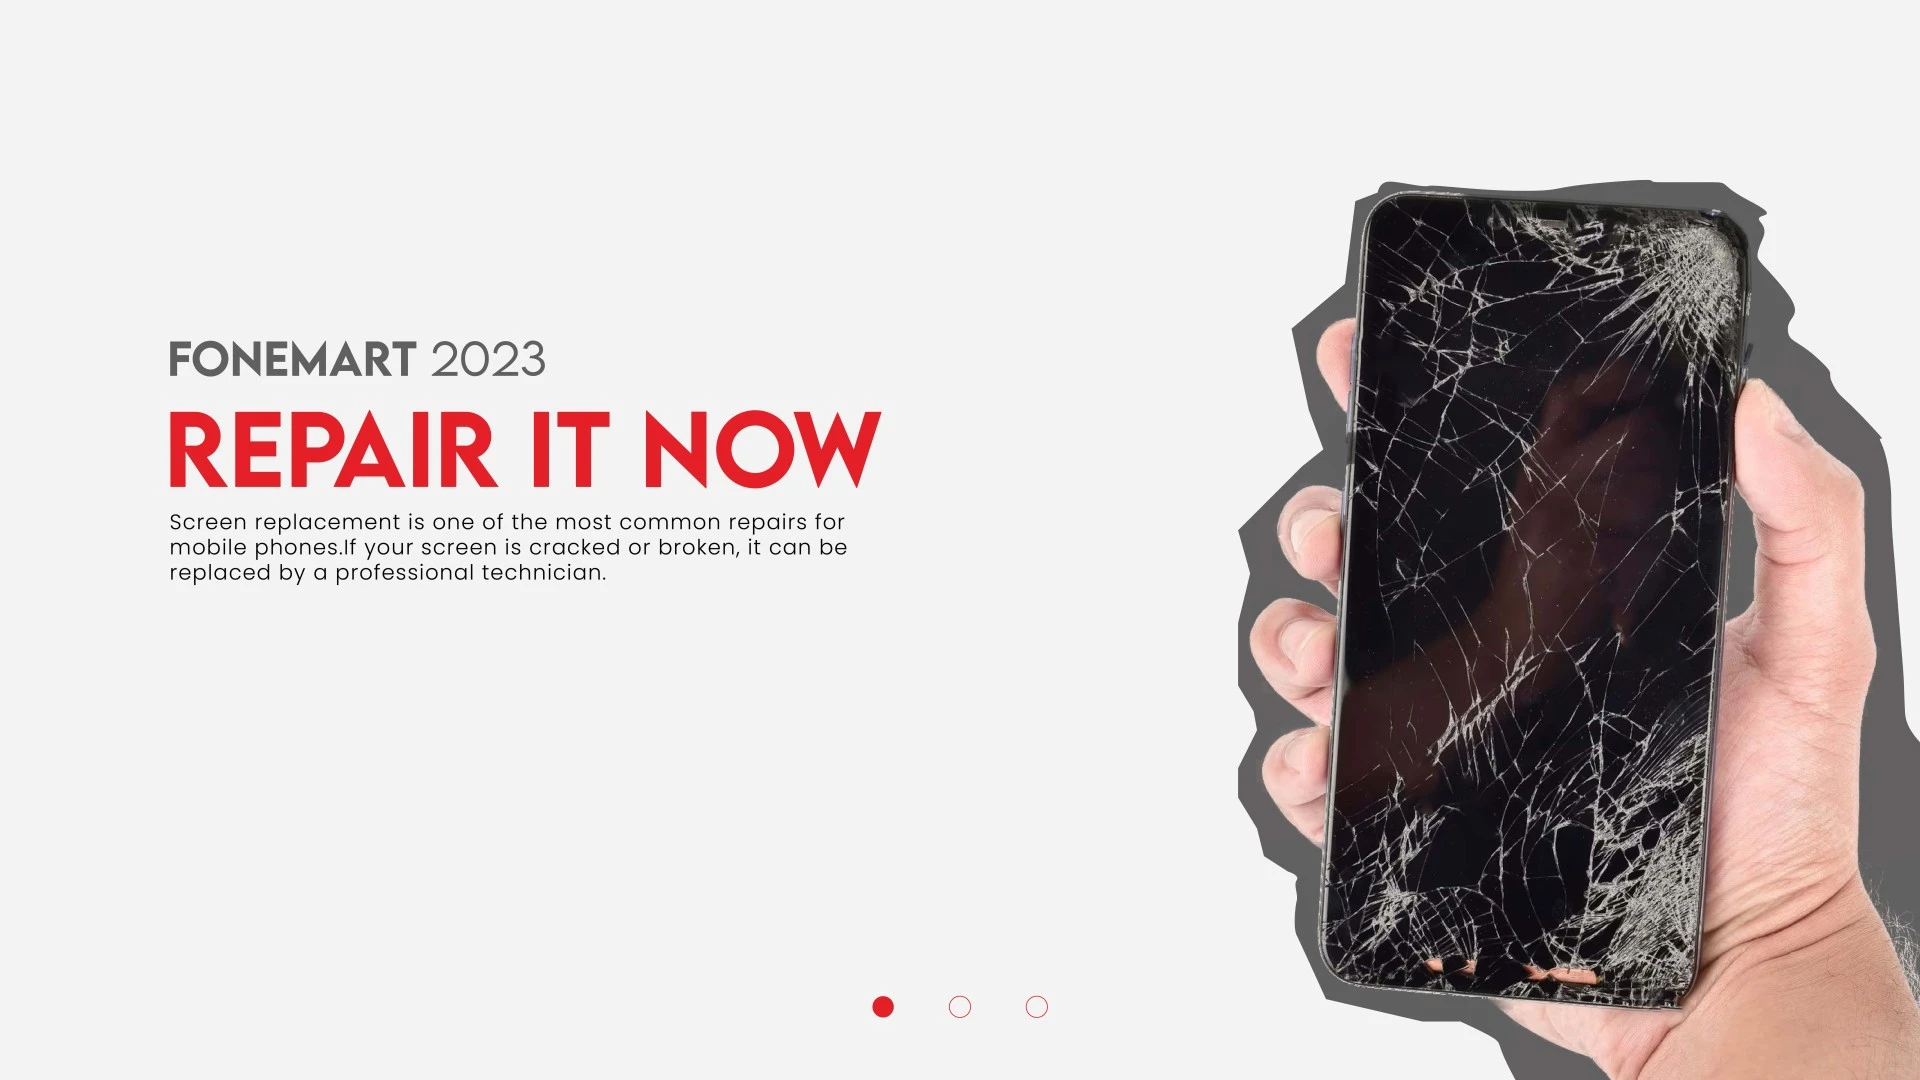 FONEMART 2023
REPAIR IT NOW
Screen replacement is one of the most common repairs for
mobile phones.If your screen is cracked or broken, it can be
replaced by a professional technician.